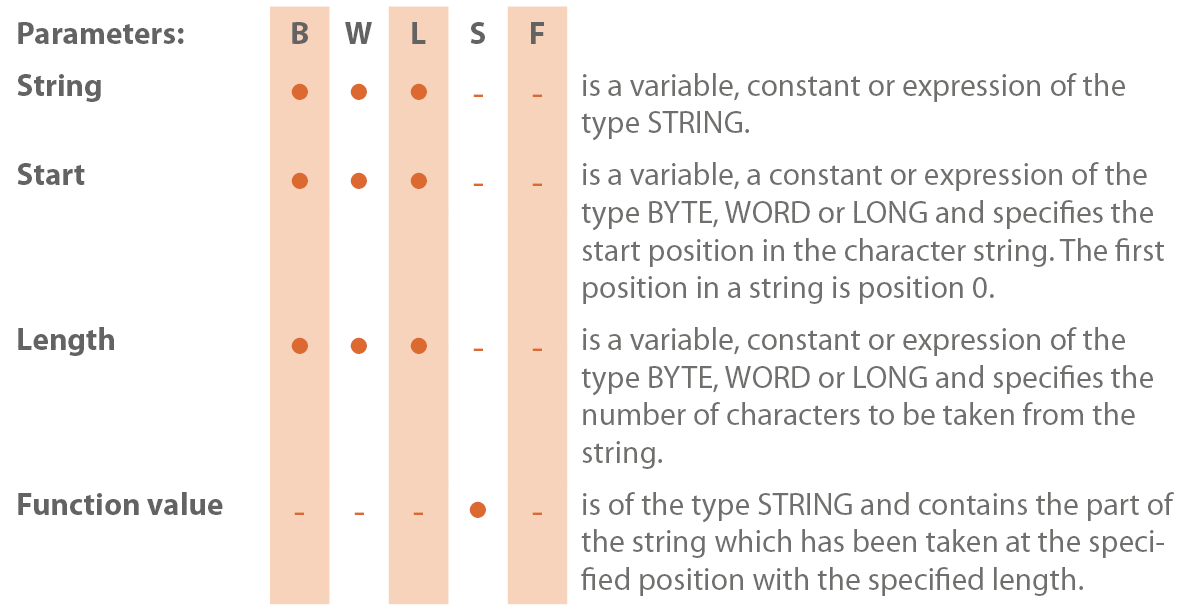 Parameters: B W L S F
String ● ● ● - - is a variable, constant or expression of the
type STRING.
Start ● ● ● - - is a variable, a constant or expression of the
type BYTE, WORD or LONG and specifies the
start position in the character string. The first
position in a string is position 0.
Length ● ● ● - - is a variable, constant or expression of the
type BYTE, WORD or LONG and specifies the
number of characters to be taken from the
string.
Function value - - - ● - is of the type STRING and contains the part of
the string which has been taken at the speci-
fied position with the specified length.